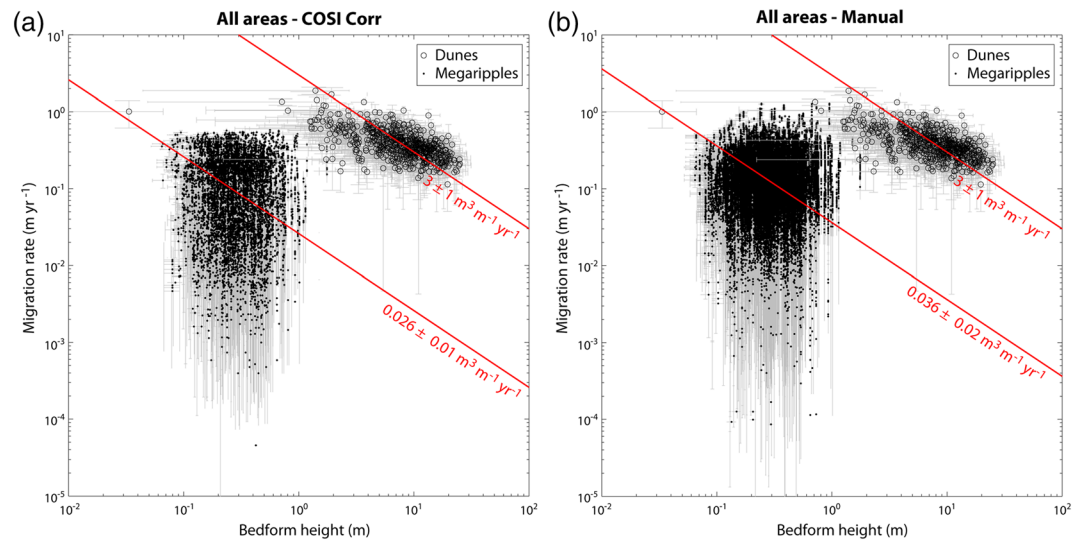 (a)
All areas - COSI Corr
Migration rate (m yr⁻¹)
10¹
10⁰
10⁻¹
10⁻²
10⁻³
10⁻⁴
10⁻⁵
Dunes
Megaripples
3 ± 1 m³ m⁻¹ yr⁻¹
0.026 ± 0.01 m³ m⁻¹ yr⁻¹
10⁻² 10⁻¹ 10⁰ 10¹ 10²
Bedform height (m)
(b)
All areas - Manual
Migration rate (m yr⁻¹)
10¹
10⁰
10⁻¹
10⁻²
10⁻³
10⁻⁴
10⁻⁵
Dunes
Megaripples
3 ± 1 m³ m⁻¹ yr⁻¹
0.036 ± 0.02 m³ m⁻¹ yr⁻¹
10⁻² 10⁻¹ 10⁰ 10¹ 10²
Bedform height (m)